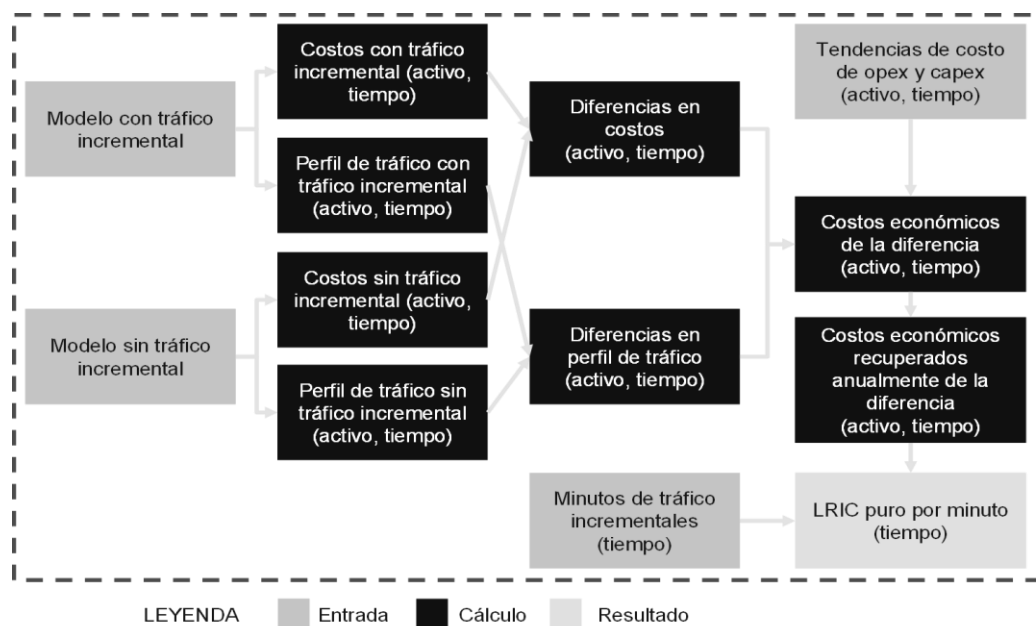 Modelo con tráfico
incremental
Modelo sin tráfico
incremental
Costos con tráfico
incremental (activo,
tiempo)
Perfil de tráfico con
tráfico incremental
(activo, tiempo)
Costos sin tráfico
incremental (activo,
tiempo)
Perfil de tráfico sin
tráfico incremental
(activo, tiempo)
Diferencias en
costos
(activo, tiempo)
Diferencias en
perfil de tráfico
(activo, tiempo)
Minutos de tráfico
incrementales
(tiempo)
Tendencias de costo
de opex y capex
(activo, tiempo)
Costos económicos
de la diferencia
(activo, tiempo)
Costos económicos
recuperados
anualmente de la
diferencia
(activo, tiempo)
LRIC puro por minuto
(tiempo)
LEYENDA
Entrada
Cálculo
Resultado